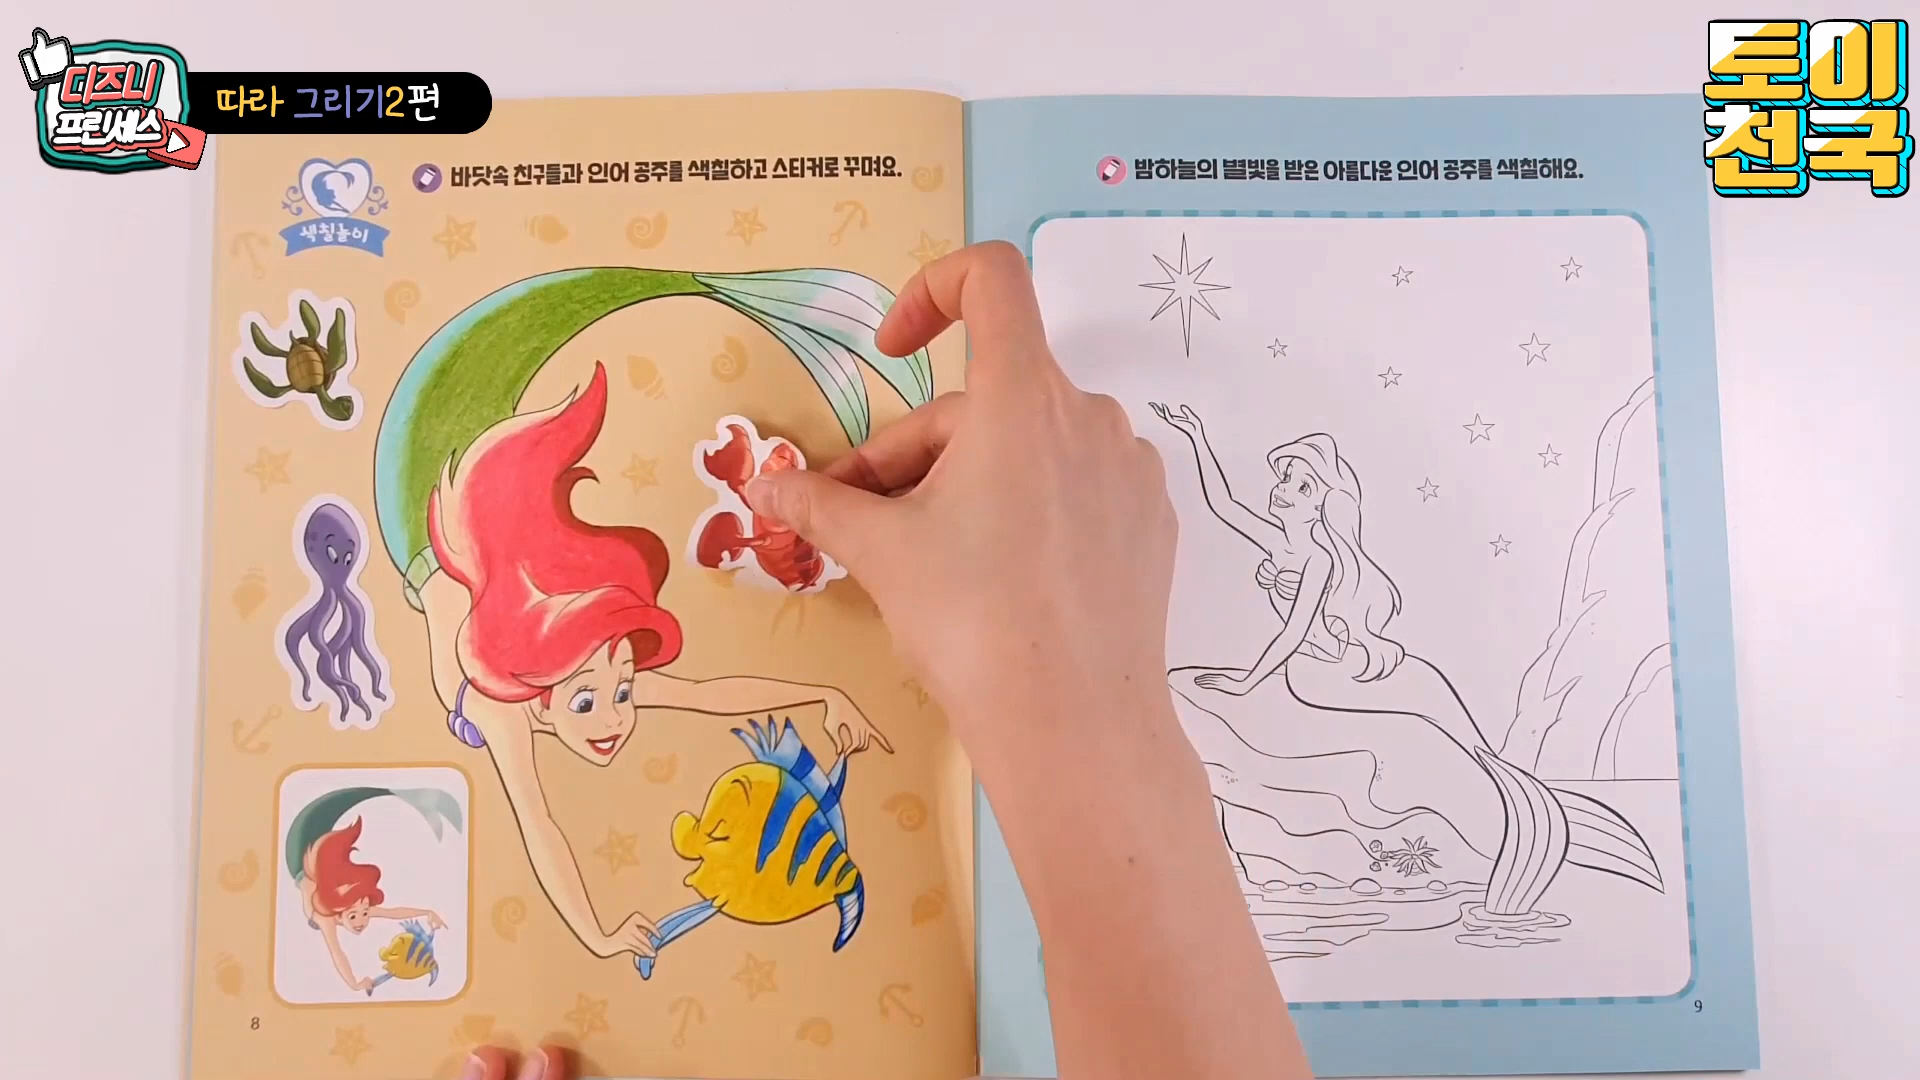 디즈니
프린세스
따라 그리기2편
토이
천국
색칠놀이
바닷속 친구들과 인어 공주를 색칠하고 스티커로 꾸며요.
밤하늘의 별빛을 받은 아름다운 인어 공주를 색칠해요.
8
9